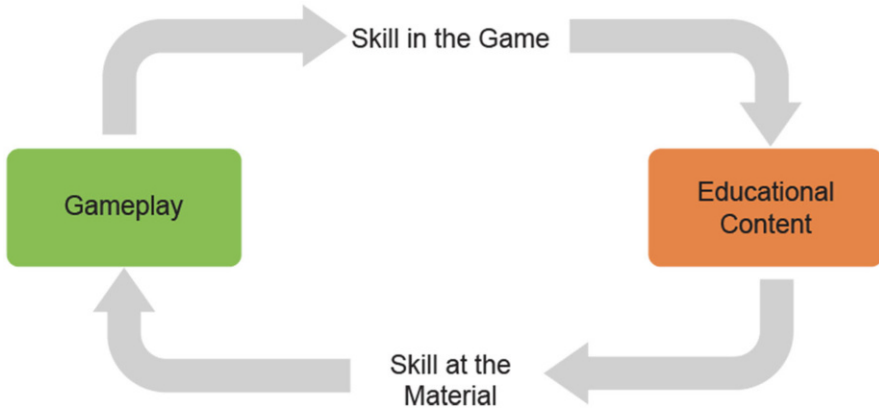 Skill in the Game
Gameplay
Educational
Content
Skill at the
Material